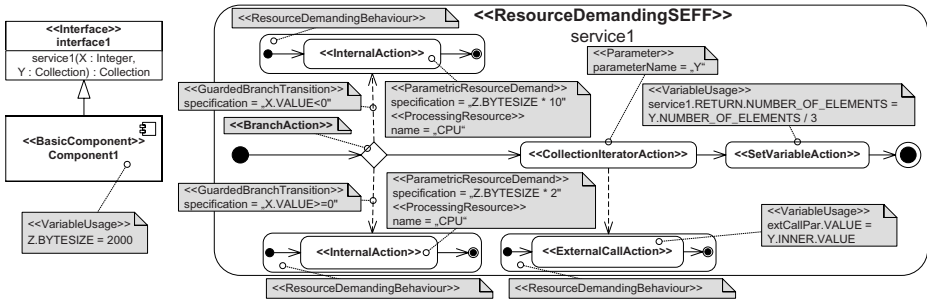 <<Interface>>
interface1
service1(X : Integer,
Y : Collection) : Collection
<<BasicComponent>>
Component1
<<VariableUsage>>
Z.BYTESIZE = 2000
<<ResourceDemandingSEFF>>
service1
<<ResourceDemandingBehaviour>>
<<InternalAction>>
<<GuardedBranchTransition>>
specification = „X.VALUE<0"
<<BranchAction>>
<<ParametricResourceDemand>>
specification = „Z.BYTESIZE * 10"
<<ProcessingResource>>
name = „CPU“
<<Parameter>>
parameterName = „Y“
<<VariableUsage>>
service1.RETURN.NUMBER_OF_ELEMENTS =
Y.NUMBER_OF_ELEMENTS / 3
<<CollectionIteratorAction>>
<<SetVariableAction>>
<<GuardedBranchTransition>>
specification = „X.VALUE>=0"
<<ParametricResourceDemand>>
specification = „Z.BYTESIZE * 2"
<<ProcessingResource>>
name = „CPU“
<<VariableUsage>>
extCallPar.VALUE =
Y.INNER.VALUE
<<InternalAction>>
<<ExternalCallAction>>
<<ResourceDemandingBehaviour>>
<<ResourceDemandingBehaviour>>